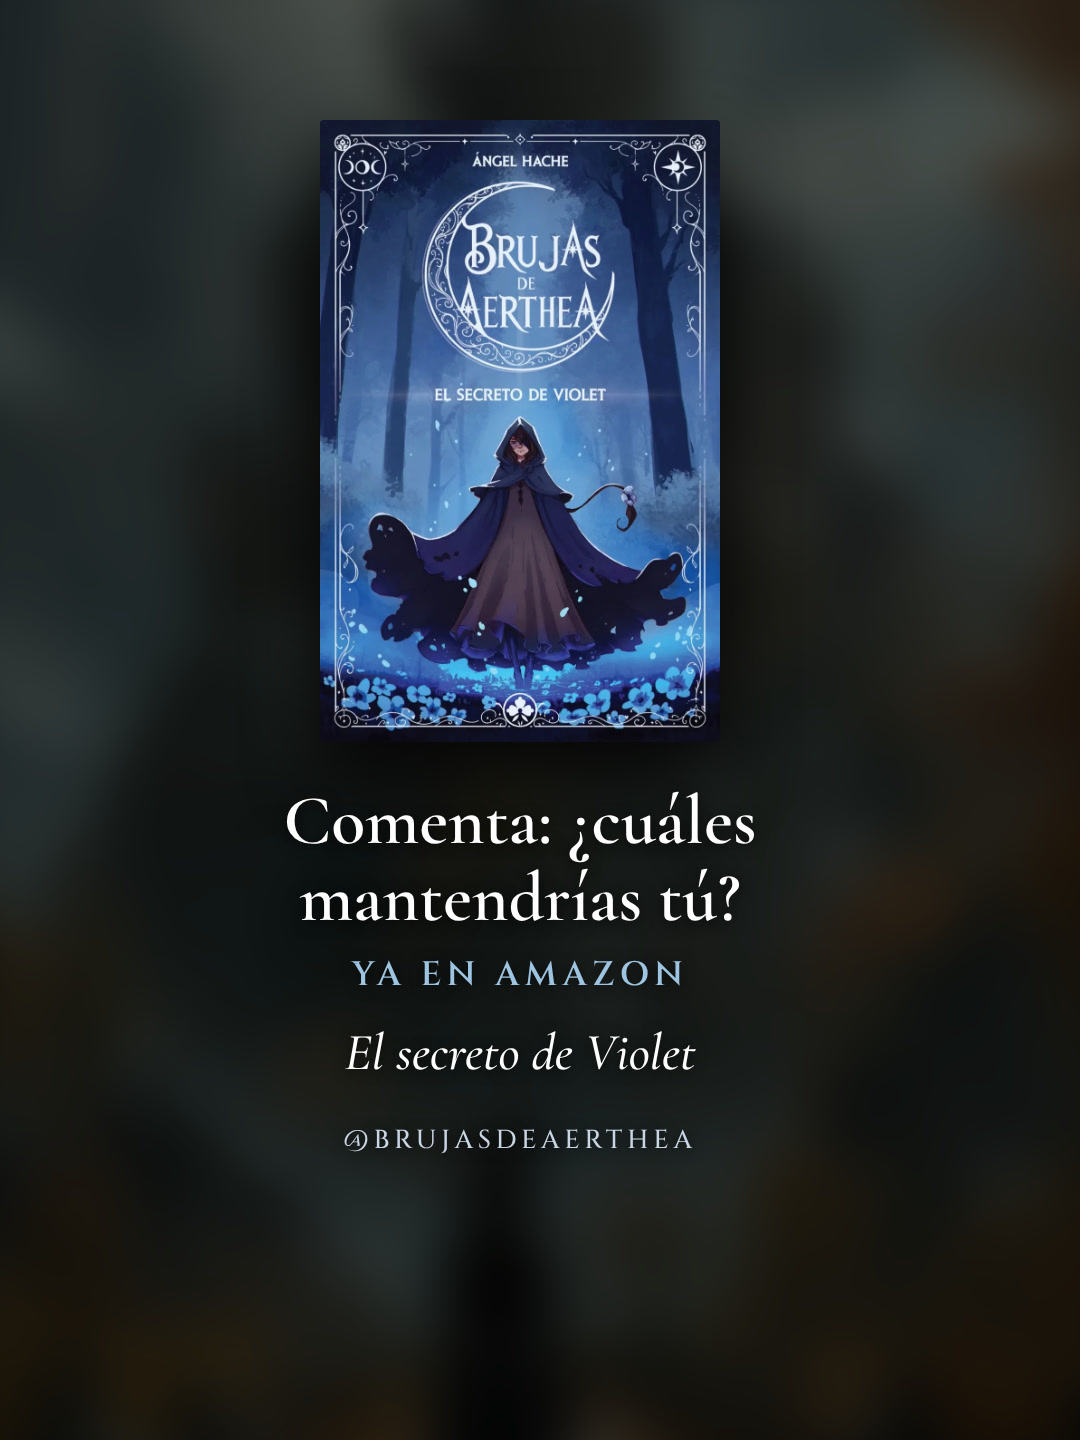 ÁNGEL HACHE
BRUJAS
DE
AERTHEA
EL SECRETO DE VIOLET
Comenta: ¿cuáles
mantendrías tú?
YA EN AMAZON
El secreto de Violet
@BRUJASDEAERTHEA